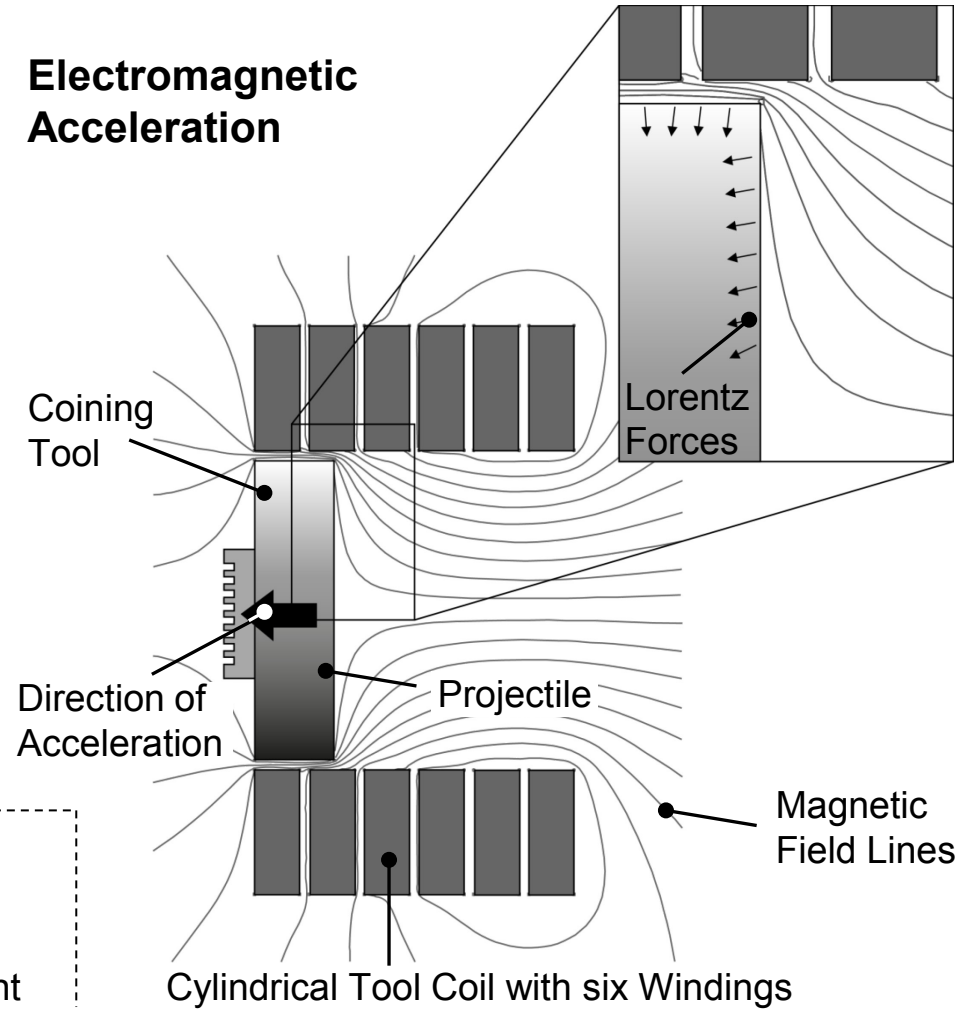 Electromagnetic
Acceleration
Lorentz
Forces
Coining
Tool
Direction of
Acceleration
Projectile
Magnetic
Field Lines
nt
Cylindrical Tool Coil with six Windings